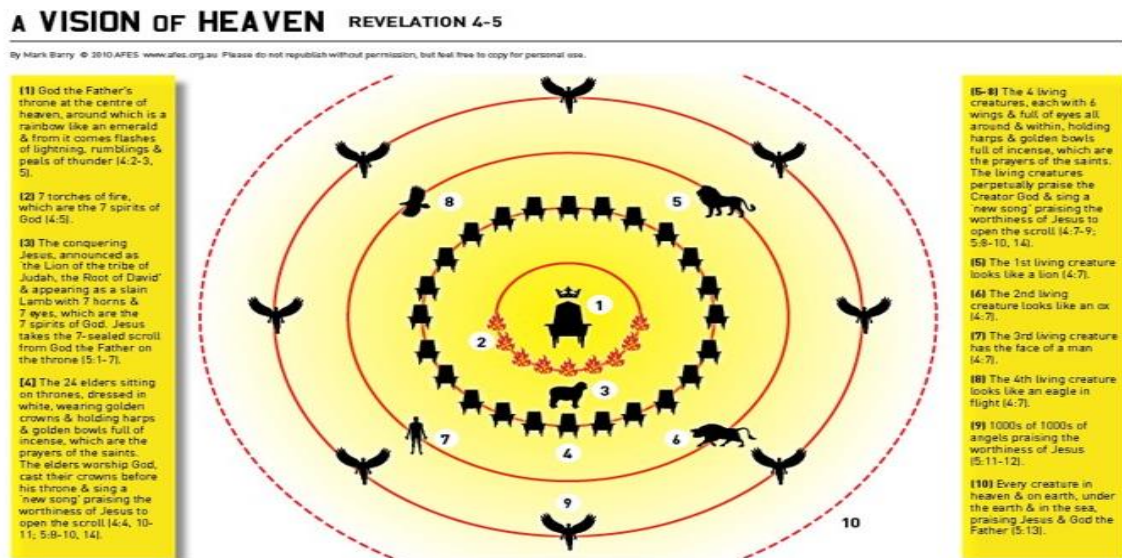 A VISION OF HEAVEN REVELATION 4-5
By Mark Barry © 2010 AFES www.afes.org.au Please do not republish without permission, but feel free to copy for personal use.
(1) God the Father's
throne at the centre of
heaven, around which is a
rainbow like an emerald
& from it comes flashes
of lightning, rumblings &
peals of thunder (4:2-3,
5).
(2) 7 torches of fire,
which are the 7 spirits of
God (4:5).
(3) The conquering
Jesus, announced as
'the Lion of the tribe of
Judah, the Root of David'
& appearing as a slain
Lamb with 7 horns &
7 eyes, which are the
7 spirits of God. Jesus
takes the 7-sealed scroll
from God the Father on
the throne (5:1-7).
(4) The 24 elders sitting
on thrones, dressed in
white, wearing golden
crowns & holding harps
& golden bowls full of
incense, which are the
prayers of the saints.
The elders worship God,
cast their crowns before
his throne & sing a
'new song' praising the
worthiness of Jesus to
open the scroll (4:4, 10-
11; 5:8-10, 14).
8
5
1
2
3
7
6
4
9
10
(5-8) The 4 living
creatures, each with 6
wings & full of eyes all
around & within, holding
harps & golden bowls
full of incense, which are
the prayers of the saints.
The living creatures
perpetually praise the
Creator God & sing a
'new song' praising the
worthiness of Jesus to
open the scroll (4:7-9;
5:8-10, 14).
(5) The 1st living creature
looks like a lion (4:7).
(6) The 2nd living
creature looks like an ox
(4:7).
(7) The 3rd living creature
has the face of a man
(4:7).
(8) The 4th living creature
looks like an eagle in
flight (4:7).
(9) 1000s of 1000s of
angels praising the
worthiness of Jesus
(5:11-12).
(10) Every creature in
heaven & on earth, under
the earth & in the sea,
praising Jesus & God the
Father (5:13).